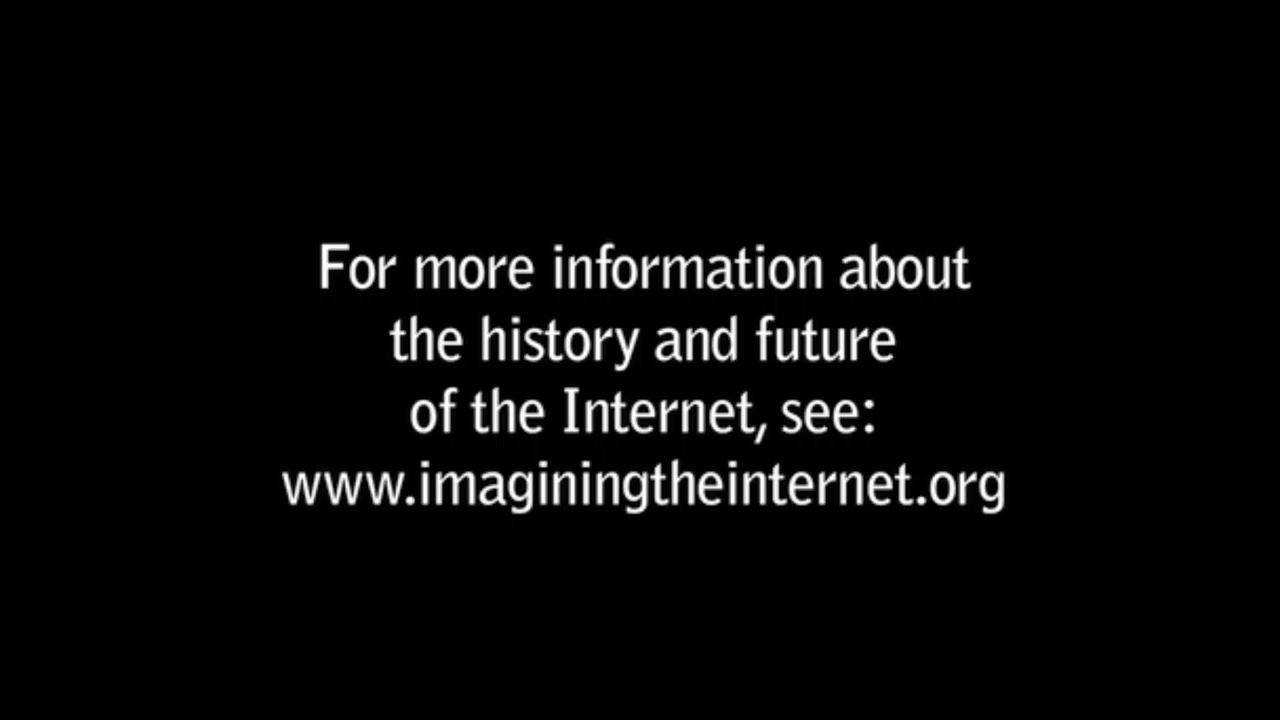 For more information about
the history and future
of the Internet, see:
www.imaginingtheinternet.org